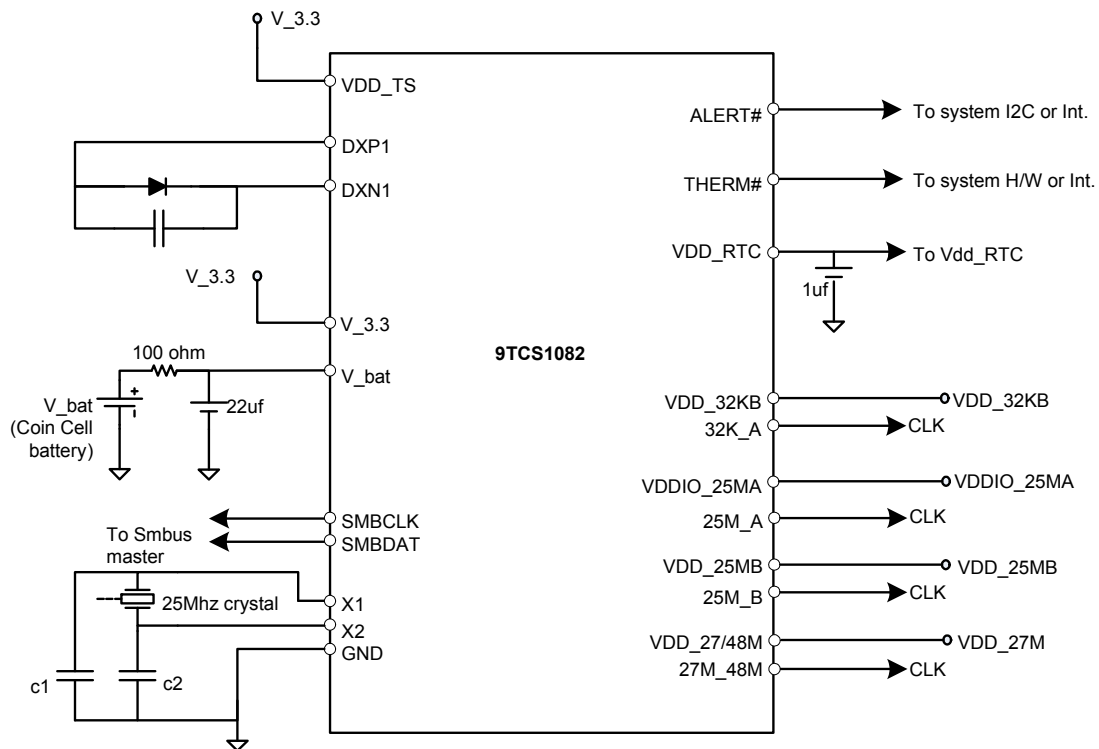 V_3.3
VDD_TS
DXP1
DXN1
V_3.3
V_3.3
100 ohm
V_bat
+
22uf
V_bat
(Coin Cell
battery)
SMBCLK
SMBDAT
To Smbus
master
25Mhz crystal
X1
X2
GND
c1
c2
9TCS1082
ALERT#
To system I2C or Int.
THERM#
To system H/W or Int.
VDD_RTC
To Vdd_RTC
1uf
VDD_32KB
VDD_32KB
32K_A
CLK
VDDIO_25MA
VDDIO_25MA
25M_A
CLK
VDD_25MB
VDD_25MB
25M_B
CLK
VDD_27/48M
VDD_27M
27M_48M
CLK